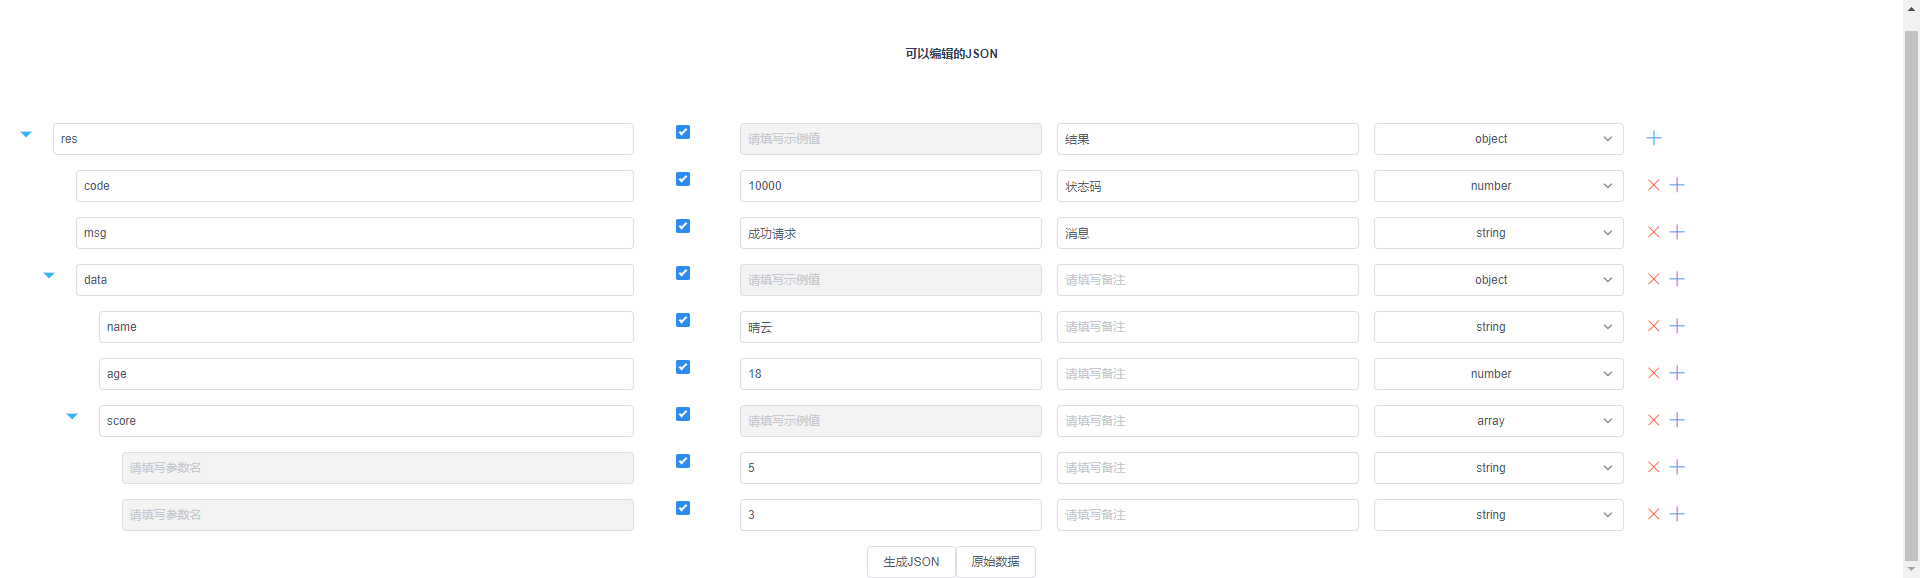 可以编辑的JSON
res 请填写示例值 结果 object
code 10000 状态码 number
msg 成功请求 消息 string
data 请填写示例值 请填写备注 object
name 晴云 请填写备注 string
age 18 请填写备注 number
score 请填写示例值 请填写备注 array
请填写参数名 5 请填写备注 string
请填写参数名 3 请填写备注 string
生成JSON 原始数据